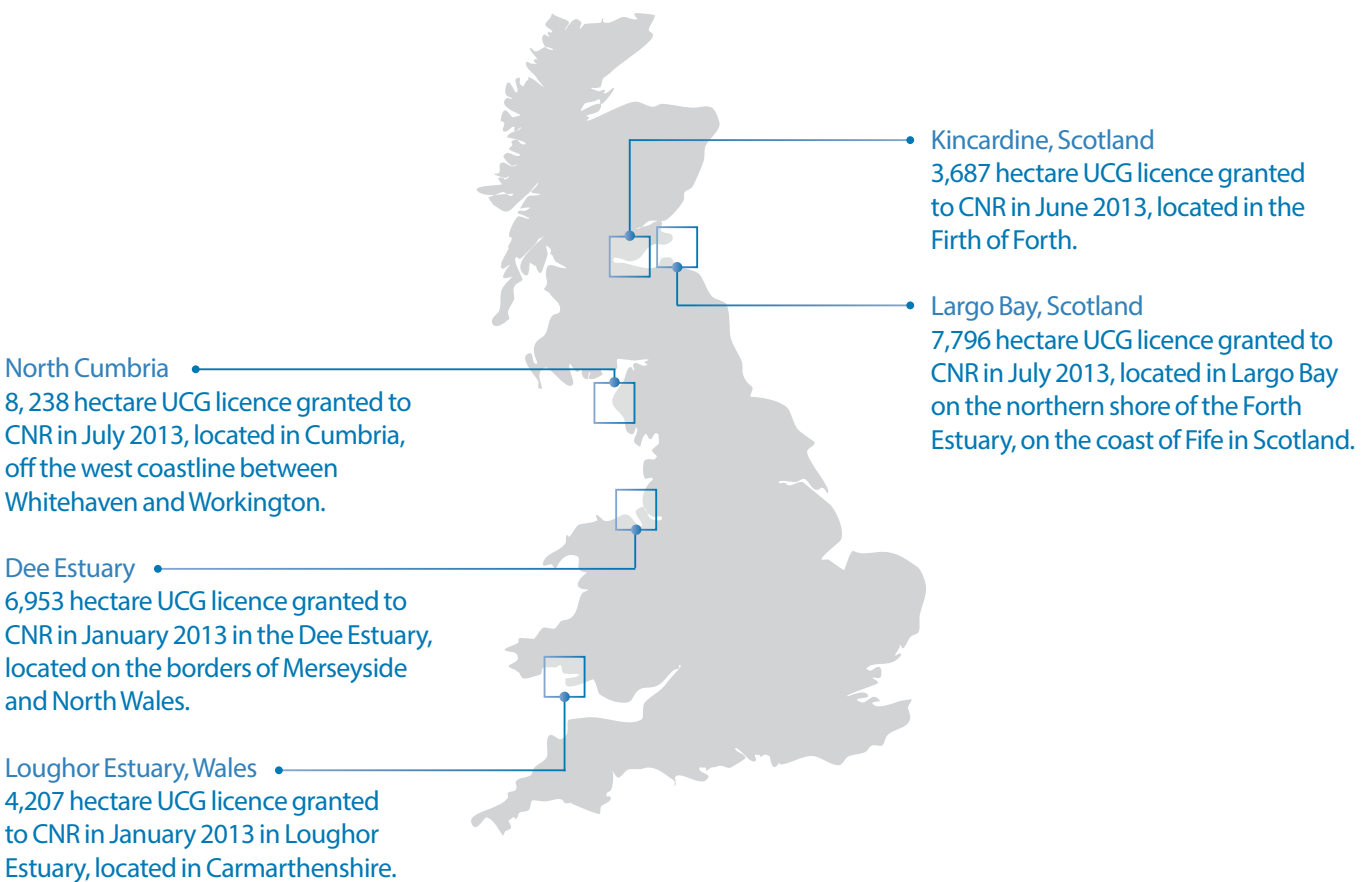 Kincardine, Scotland
3,687 hectare UCG licence granted
to CNR in June 2013, located in the
Firth of Forth.
Largo Bay, Scotland
7,796 hectare UCG licence granted to
CNR in July 2013, located in Largo Bay
on the northern shore of the Forth
Estuary, on the coast of Fife in Scotland.
North Cumbria
8, 238 hectare UCG licence granted to
CNR in July 2013, located in Cumbria,
off the west coastline between
Whitehaven and Workington.
Dee Estuary
6,953 hectare UCG licence granted to
CNR in January 2013 in the Dee Estuary,
located on the borders of Merseyside
and North Wales.
Loughor Estuary, Wales
4,207 hectare UCG licence granted
to CNR in January 2013 in Loughor
Estuary, located in Carmarthenshire.